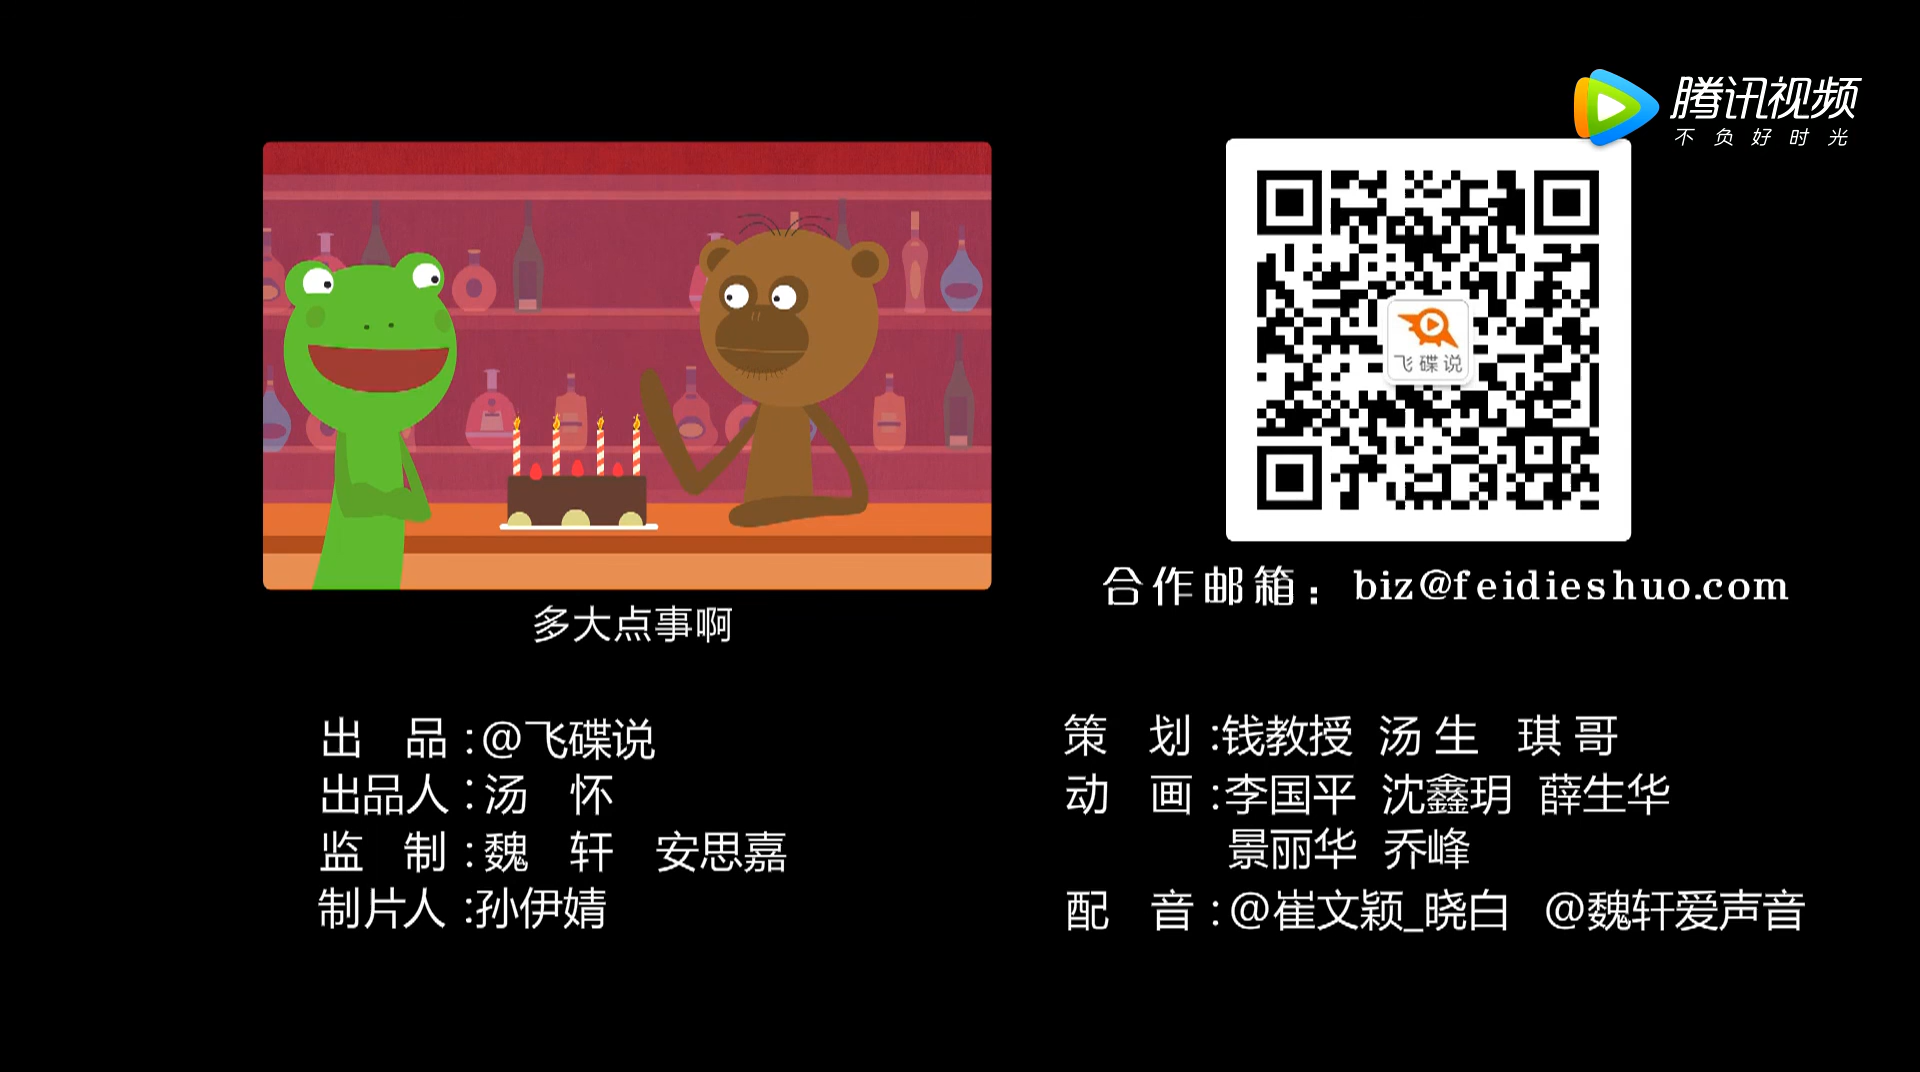 腾讯视频
不负好时光
飞碟说
合作邮箱：biz@feidieshuo.com
多大点事啊
出 品:@飞碟说
出品人:汤 怀
监 制:魏 轩 安思嘉
制片人:孙伊婧
策 划:钱教授 汤生 琪哥
动 画:李国平 沈鑫玥 薛生华
景丽华 乔峰
配 音:@崔文颖_晓白 @魏轩爱声音